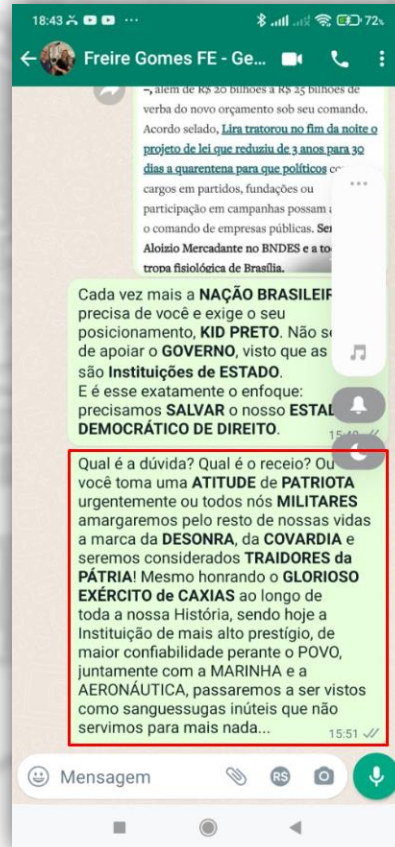 18:43
72%
Freire Gomes FE - Ge...
–, além de R$ 20 bilhões a R$ 25 bilhões de
verba do novo orçamento sob seu comando.
Acordo selado, Lira tratorou no fim da noite o
projeto de lei que reduziu de 3 anos para 30
dias a quarentena para que políticos
cargos em partidos, fundações ou
participação em campanhas possam
o comando de empresas públicas.
Aloizio Mercadante no BNDES e a
tropa fisiológica de Brasília.
Cada vez mais a NAÇÃO
precisa de você e exige o seu
posicionamento, KID PRETO. Não
de apoiar o GOVERNO, visto que as
são Instituições de ESTADO.
E é esse exatamente o enfoque:
precisamos SALVAR o nosso
DEMOCRÁTICO DE DIREITO.
Qual é a dúvida? Qual é o receio? Ou
você toma uma ATITUDE de PATRIOTA
urgentemente ou todos nós MILITARES
amargaremos pelo resto de nossas vidas
a marca da DESONRA, da COVARDIA e
seremos considerados TRAIDORES da
PÁTRIA! Mesmo honrando o GLORIOSO
EXÉRCITO de CAXIAS ao longo de
toda a nossa História, sendo hoje a
Instituição de mais alto prestígio, de
maior confiabilidade perante o POVO,
juntamente com a MARINHA e a
AERONÁUTICA, passaremos a ser vistos
como sanguessugas inúteis que não
servimos para mais nada...
15:51
Mensagem
RS